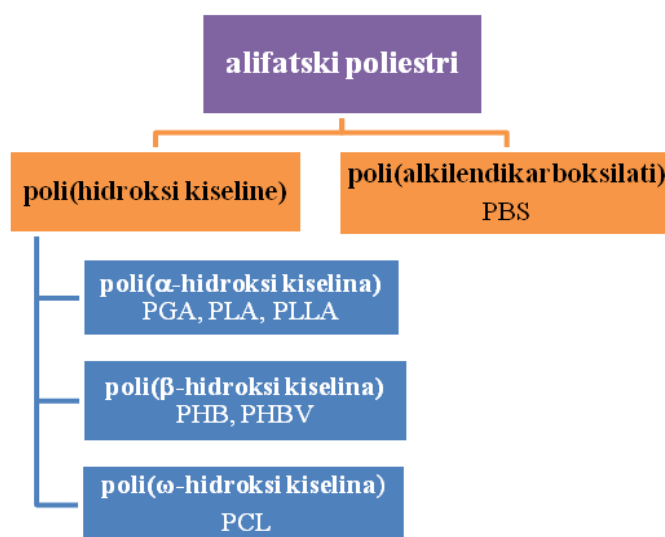 alifatski poliestri
poli(hidroksi kiseline)
poli(alkilendikarboksilati)
PBS
poli(α-hidroksi kiselina)
PGA, PLA, PLLA
poli(β-hidroksi kiselina)
PHB, PHBV
poli(ω-hidroksi kiselina)
PCL